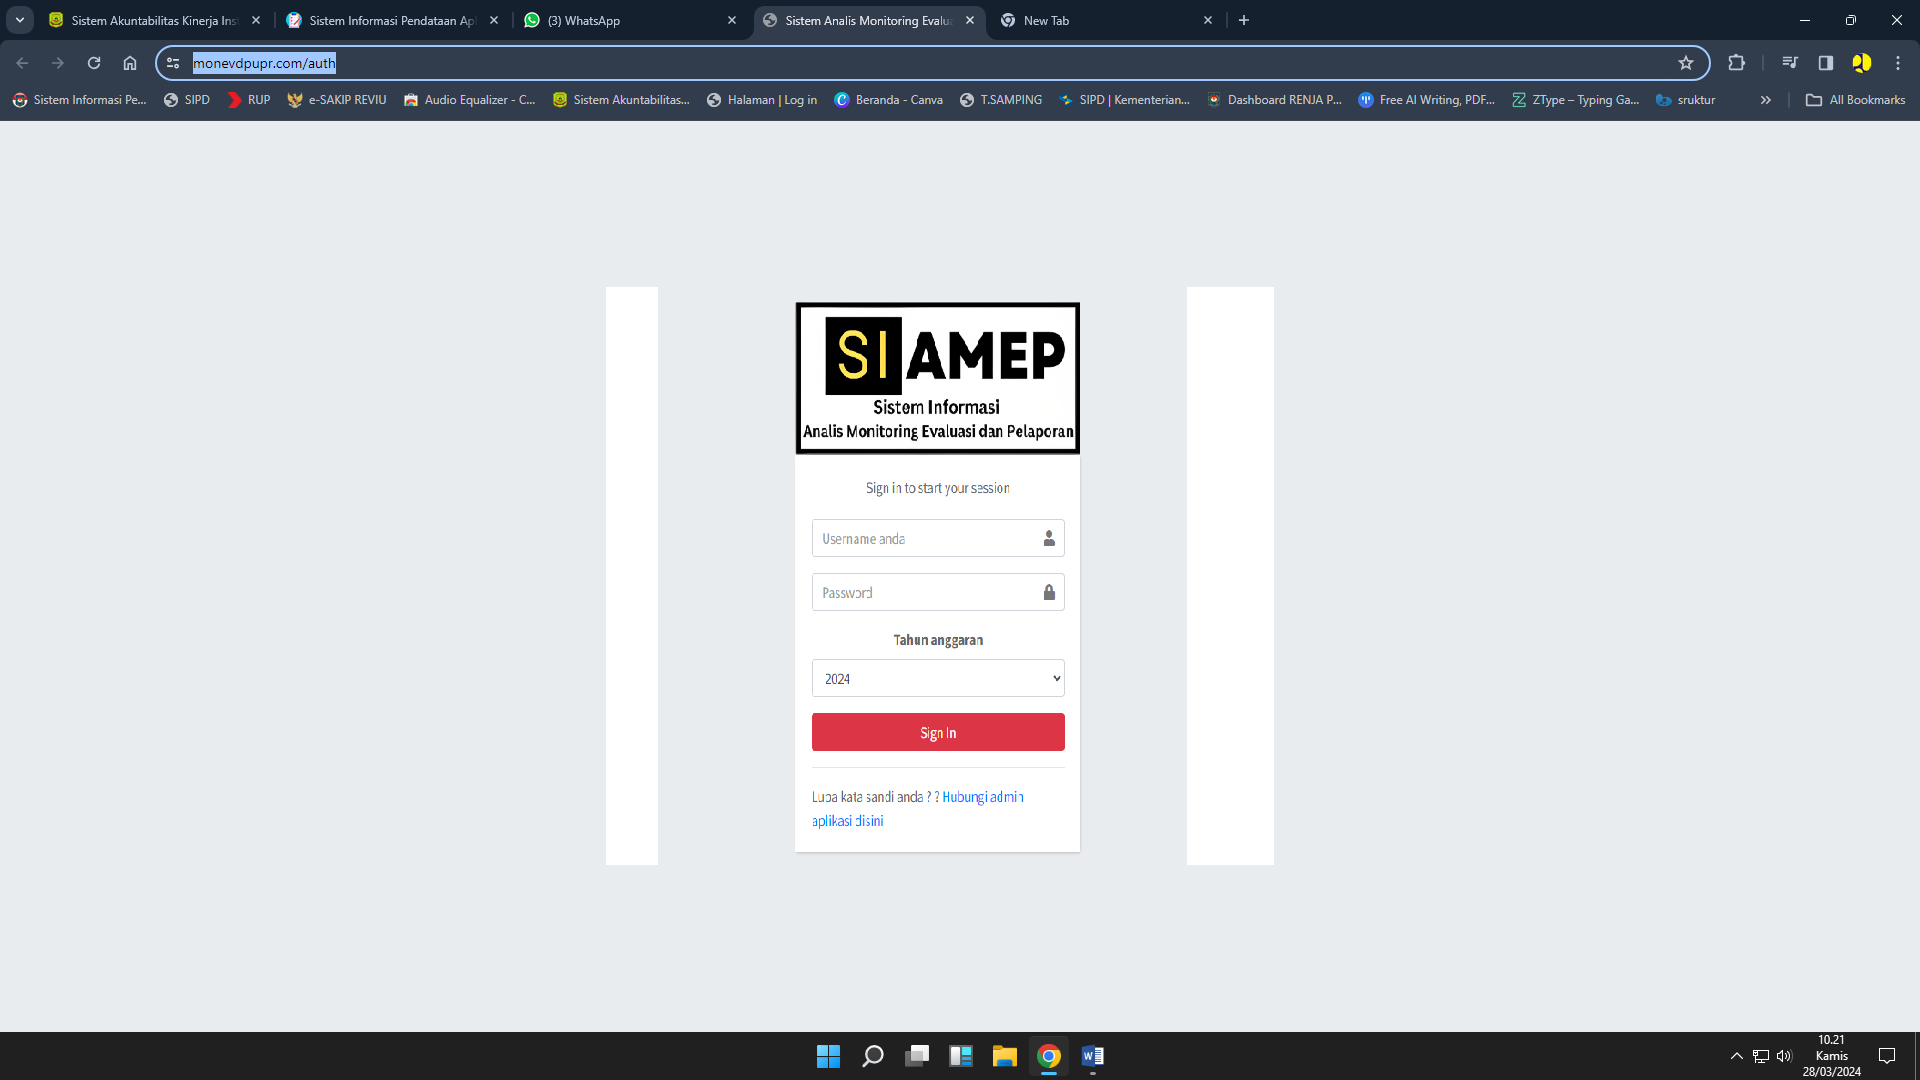 Sistem Akuntabilitas Kinerja Ins
Sistem Informasi Pendataan Ap
(3) WhatsApp
Sistem Analis Monitoring Evalua
New Tab
monevdpupr.com/auth
Sistem Informasi Pe...
SIPD
RUP
e-SAKIP REVIU
Audio Equalizer - C...
Sistem Akuntabilitas...
Halaman | Log in
Beranda - Canva
T.SAMPING
SIPD | Kementerian...
Dashboard RENJA P...
Free AI Writing, PDF...
ZType – Typing Ga...
sruktur
All Bookmarks
SIAMEP
Sistem Informasi
Analis Monitoring Evaluasi dan Pelaporan
Sign in to start your session
Username anda
Password
Tahun anggaran
2024
Sign In
Lupa kata sandi anda ? ? Hubungi admin
aplikasi disini
10.21
Kamis
28/03/2024